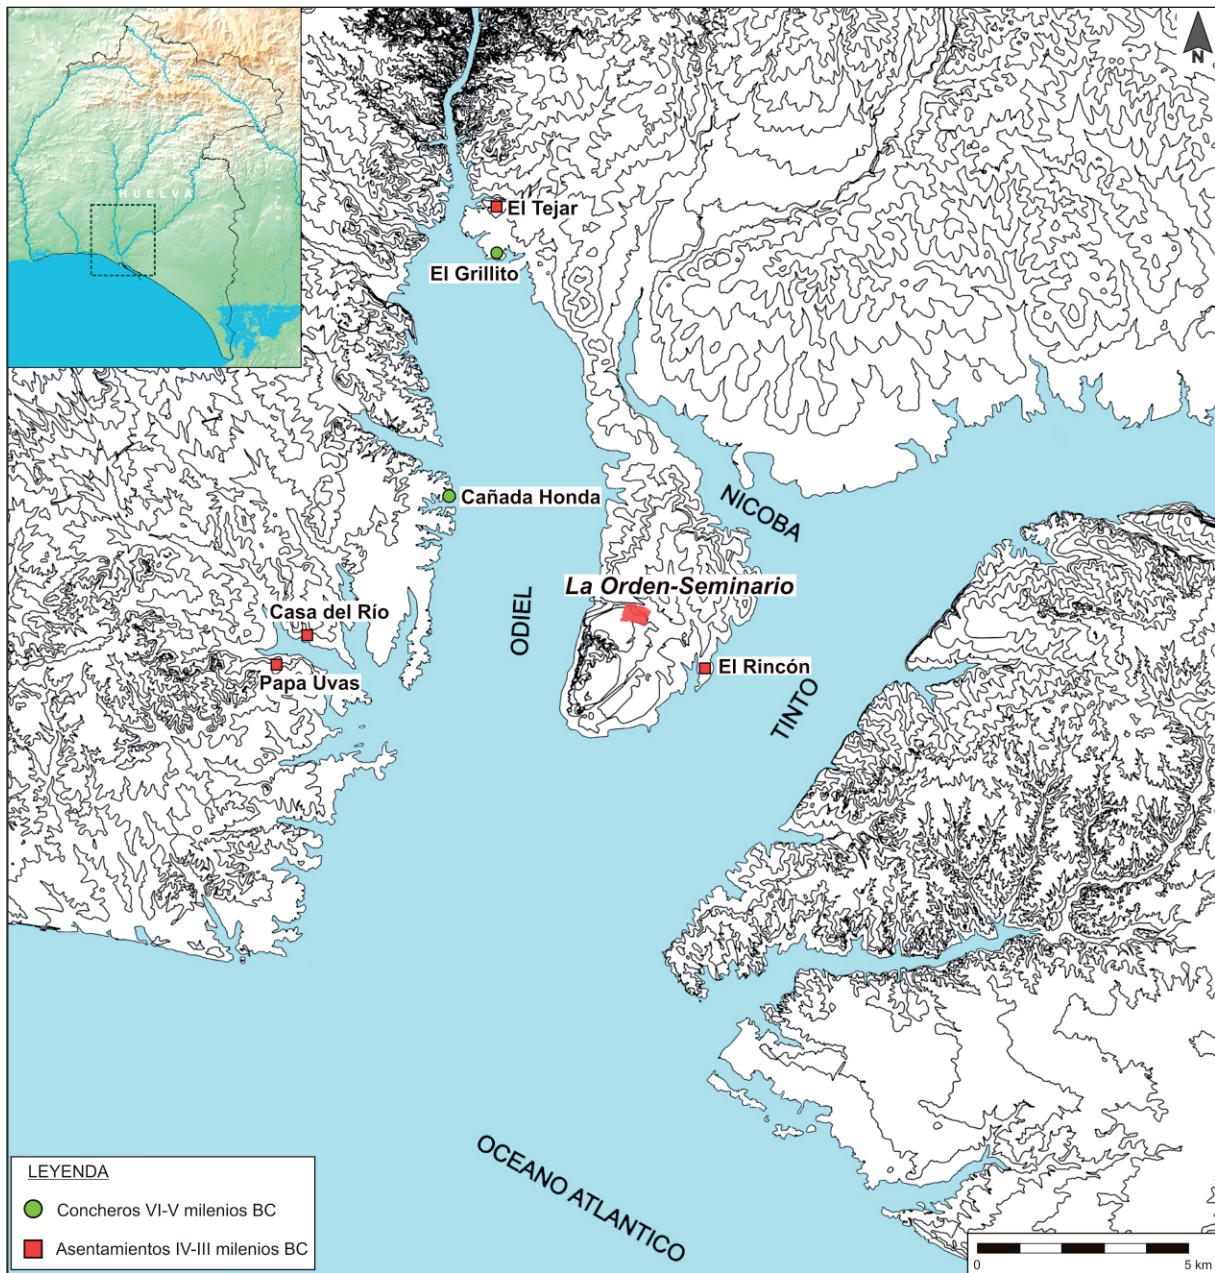 N
HUELVA
El Tejar
El Grillito
Cañada Honda
NICOBA
La Orden-Seminario
ODIEL
Casa del Río
Papa Uvas
El Rincón
TINTO
OCEANO ATLANTICO
LEYENDA
Concheros VI-V milenios BC
Asentamientos IV-III milenios BC
0 5 km